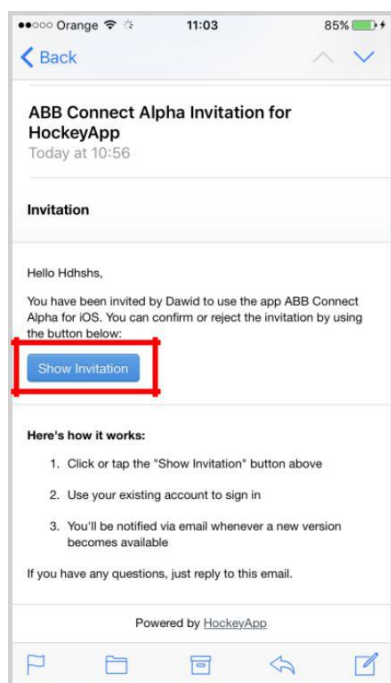 Orange 11:03 85%
Back
ABB Connect Alpha Invitation for
HockeyApp
Today at 10:56
Invitation
Hello Hdhshs,
You have been invited by Dawid to use the app ABB Connect
Alpha for iOS. You can confirm or reject the invitation by using
the button below:
Show Invitation
Here's how it works:
1. Click or tap the "Show Invitation" button above
2. Use your existing account to sign in
3. You'll be notified via email whenever a new version
becomes available
If you have any questions, just reply to this email.
Powered by HockeyApp